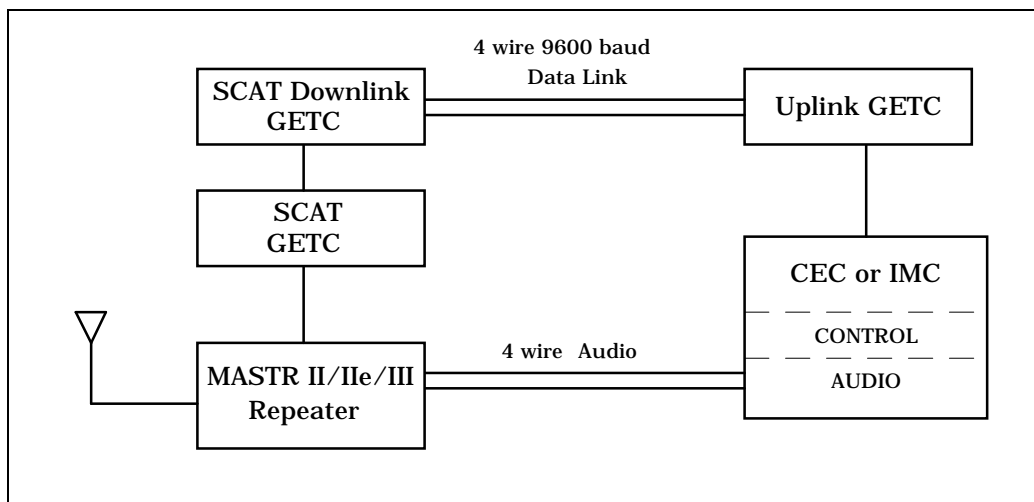 4 wire 9600 baud
Data Link
SCAT Downlink
GETC
Uplink GETC
SCAT
GETC
CEC or IMC
CONTROL
AUDIO
4 wire Audio
MASTR II/IIe/III
Repeater